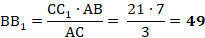 BB₁ = CC₁ · AB / AC = 21 · 7 / 3 = 49